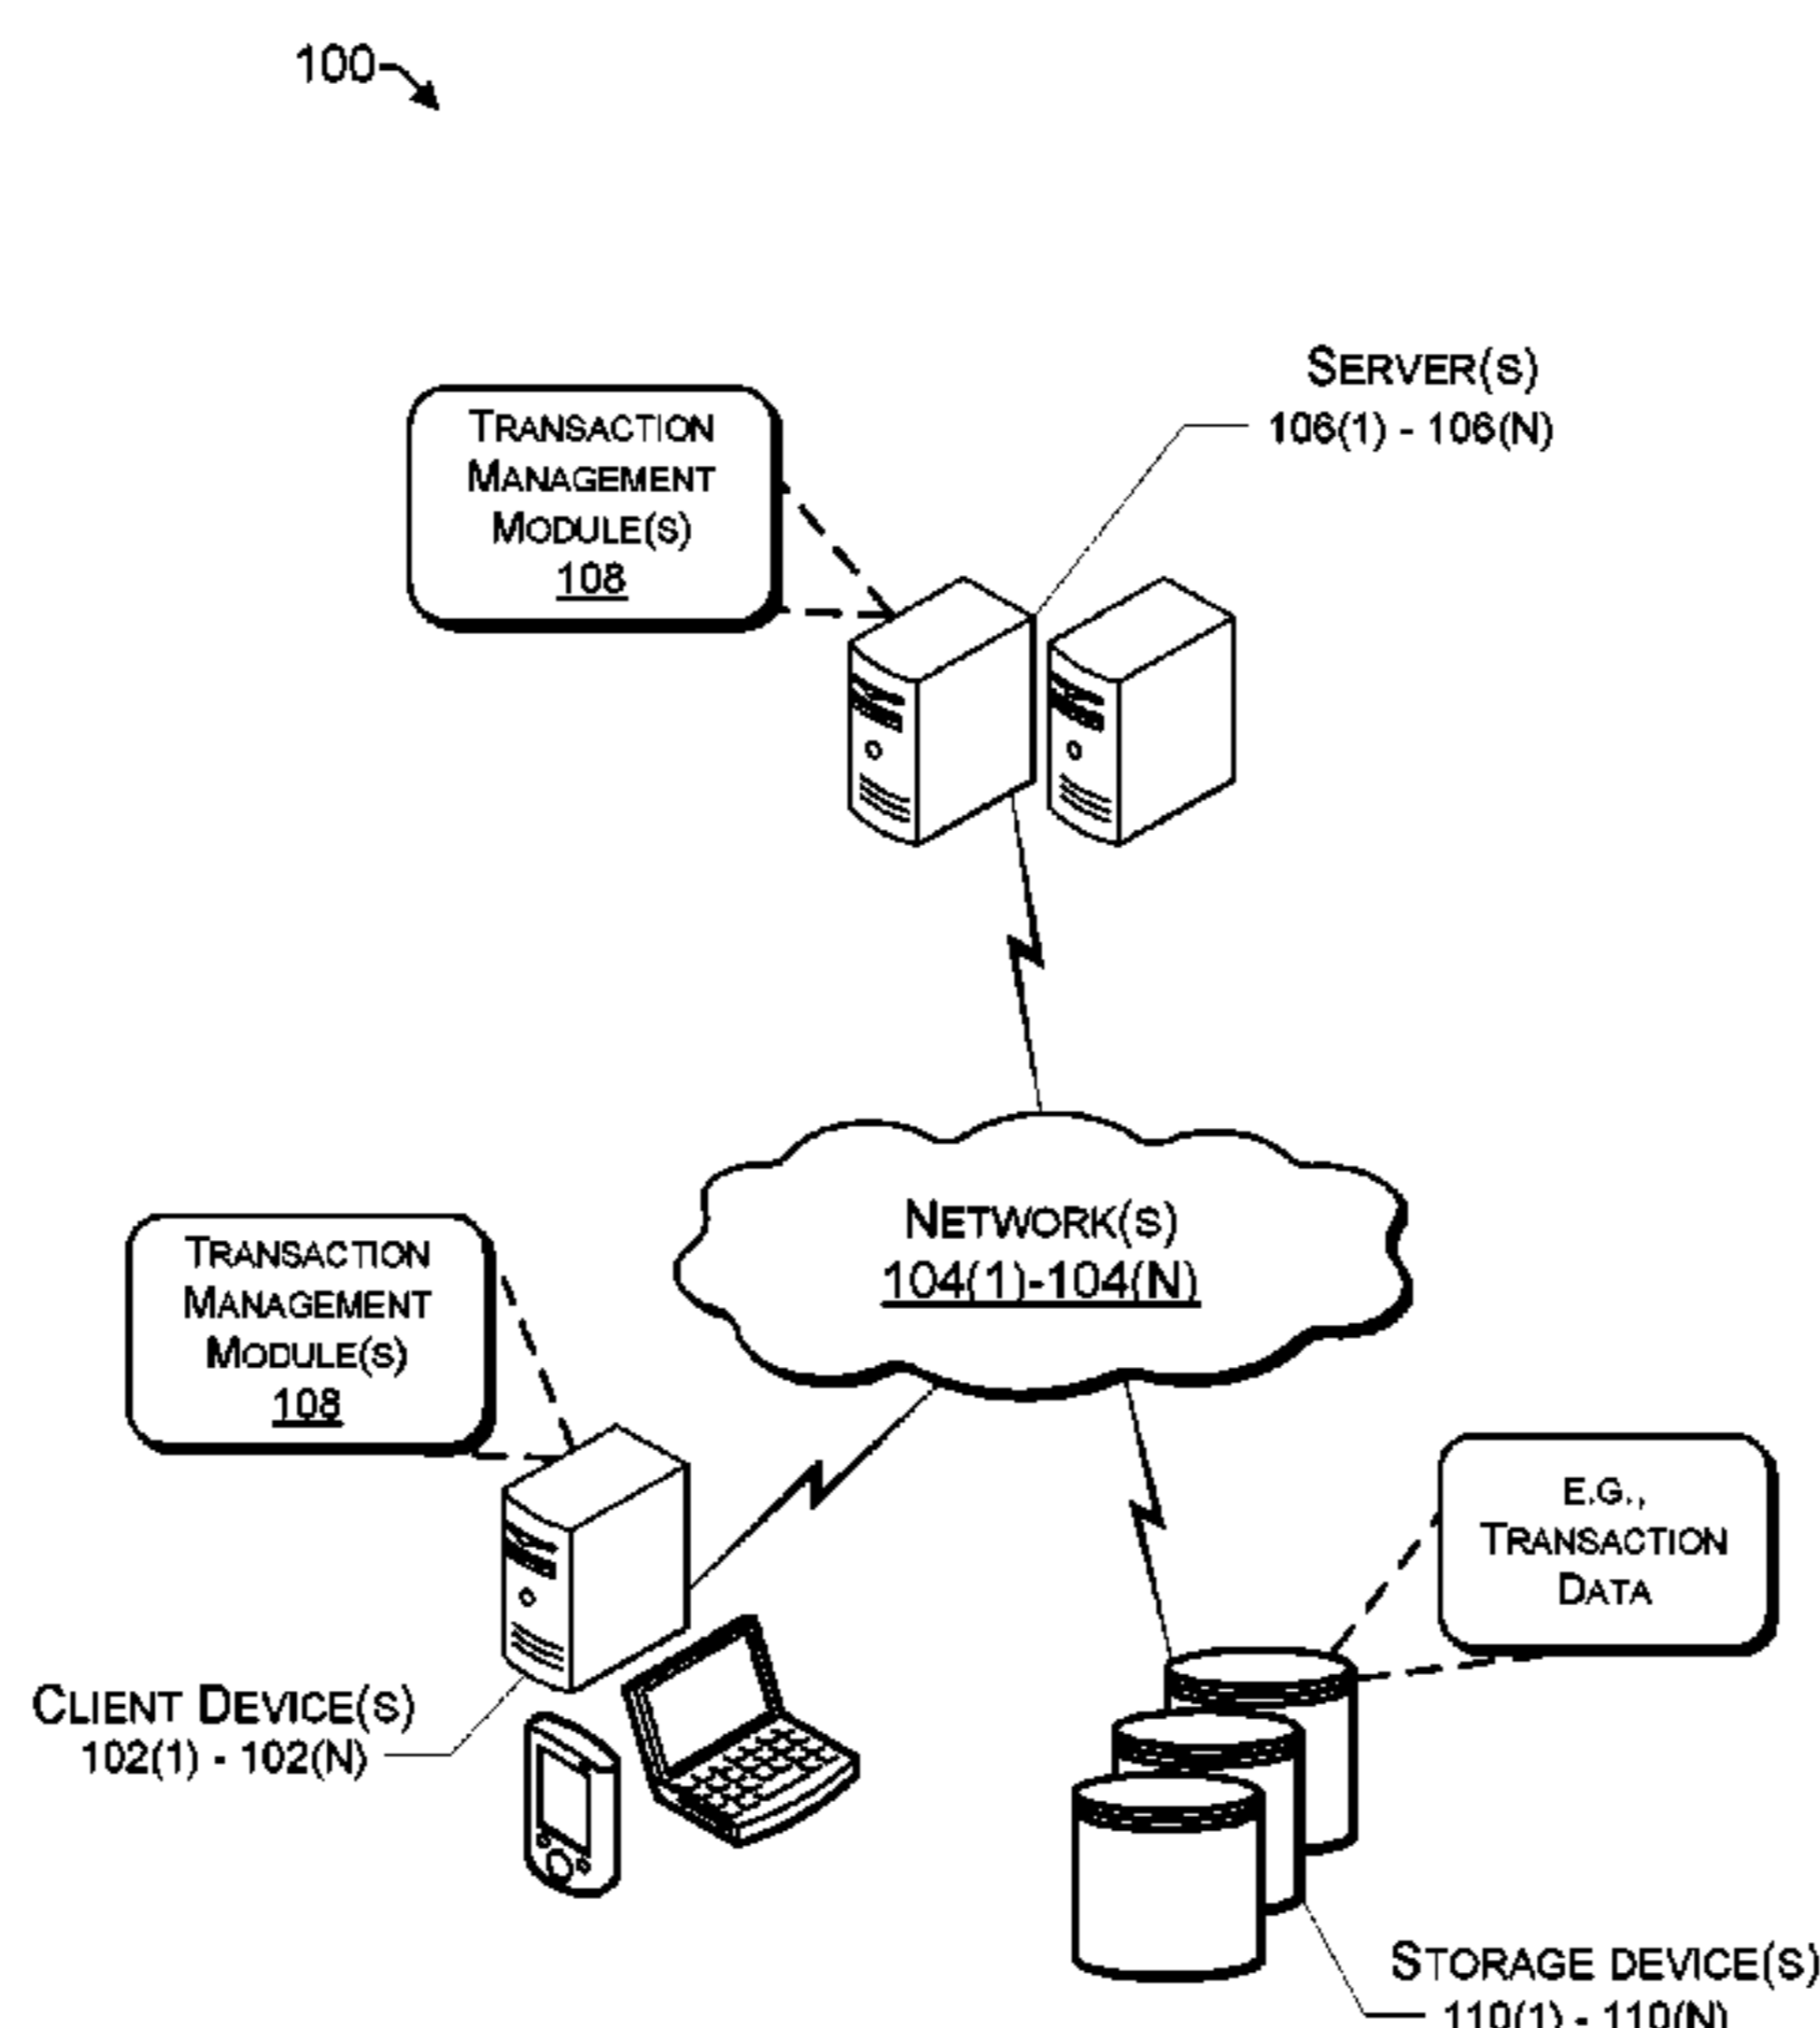 100
SERVER(S)
106(1) - 106(N)
TRANSACTION
MANAGEMENT
MODULE(S)
108
NETWORK(S)
104(1)-104(N)
TRANSACTION
MANAGEMENT
MODULE(S)
108
E.G.,
TRANSACTION
DATA
CLIENT DEVICE(S)
102(1) - 102(N)
STORAGE DEVICE(S)
110(1) - 110(N)